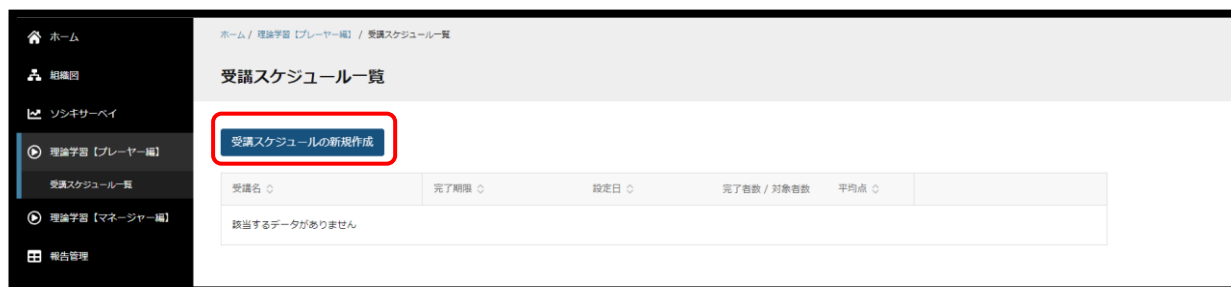 ホーム
組織図
ソシキサーベイ
理論学習【プレーヤー編】
受講スケジュール一覧
理論学習【マネージャー編】
報告管理
ホーム / 理論学習【プレーヤー編】 / 受講スケジュール一覧
受講スケジュール一覧
受講スケジュールの新規作成
受講名 完了期限 設定日 完了者数 / 対象者数 平均点
該当するデータがありません